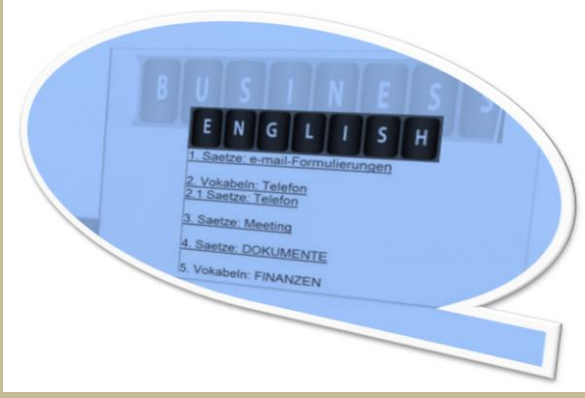 BUSINESS
ENGLISH
1. Saetze: e-mail-Formulierungen
2. Vokabeln: Telefon
2.1 Saetze: Telefon
3. Saetze: Meeting
4. Saetze: DOKUMENTE
5. Vokabeln: FINANZEN